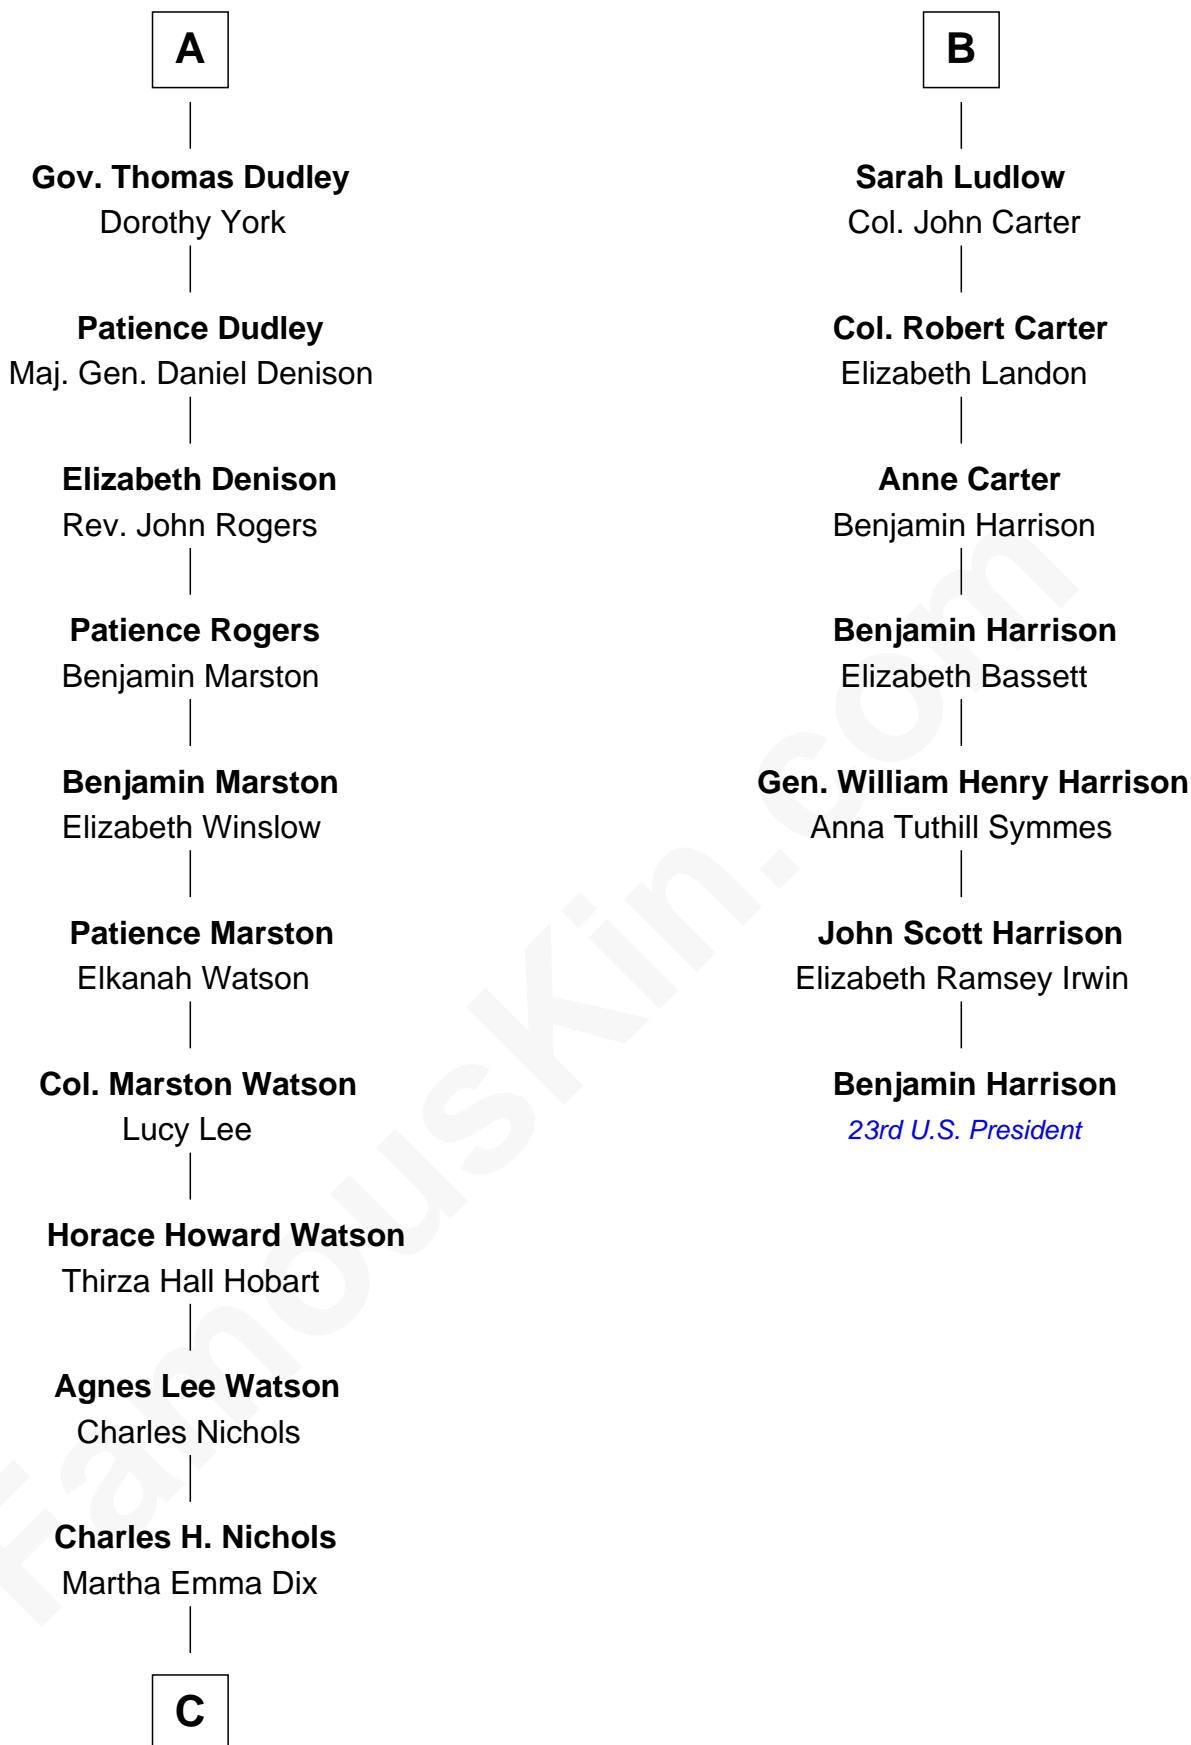 A
Gov. Thomas Dudley
Dorothy York
Patience Dudley
Maj. Gen. Daniel Denison
Elizabeth Denison
Rev. John Rogers
Patience Rogers
Benjamin Marston
Benjamin Marston
Elizabeth Winslow
Patience Marston
Elkanah Watson
Col. Marston Watson
Lucy Lee
Horace Howard Watson
Thirza Hall Hobart
Agnes Lee Watson
Charles Nichols
Charles H. Nichols
Martha Emma Dix
C
B
Sarah Ludlow
Col. John Carter
Col. Robert Carter
Elizabeth Landon
Anne Carter
Benjamin Harrison
Benjamin Harrison
Elizabeth Bassett
Gen. William Henry Harrison
Anna Tuthill Symmes
John Scott Harrison
Elizabeth Ramsey Irwin
Benjamin Harrison
23rd U.S. President
FamousKin.com